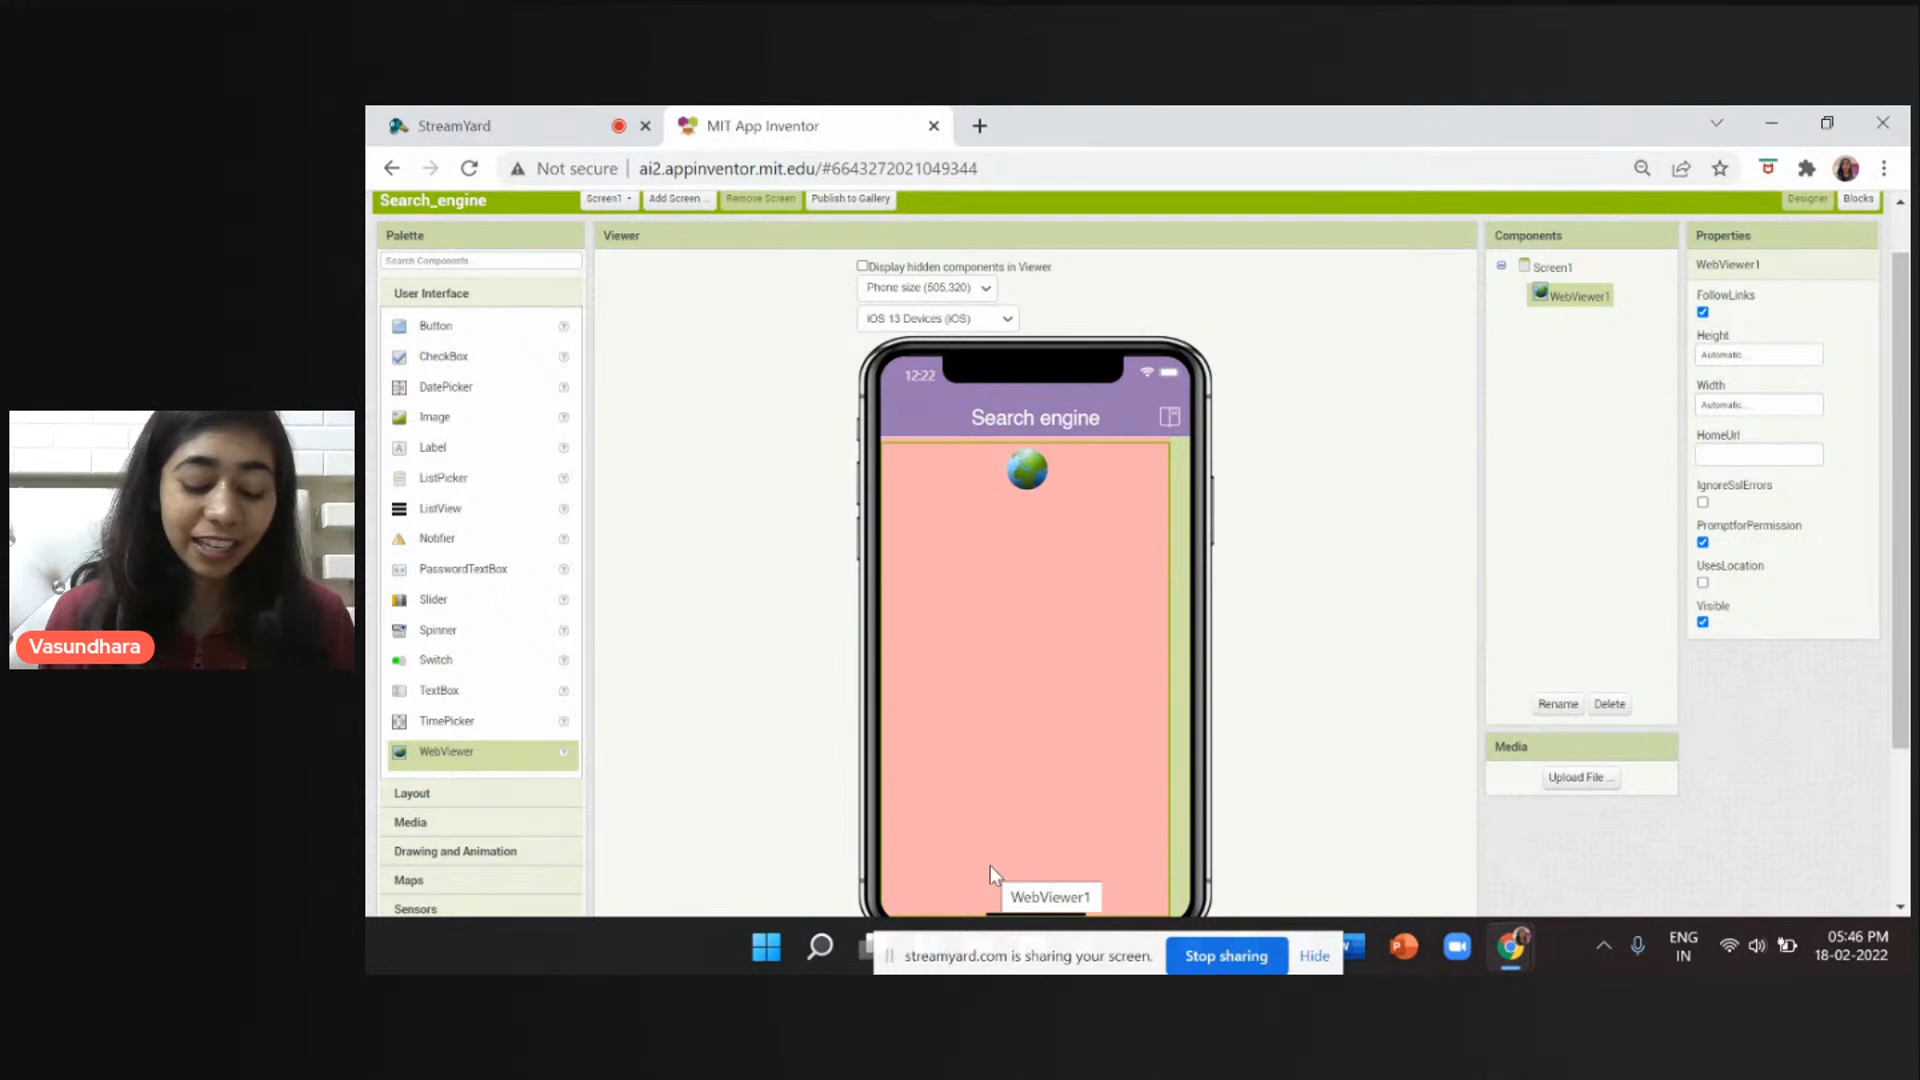 StreamYard
MIT App Inventor
Not secure
ai2.appinventor.mit.edu/#6643272021049344
Search_engine
Screen1
Add Screen ...
Remove Screen
Publish to Gallery
Designer
Blocks
Palette
Search Components...
User Interface
Button
CheckBox
DatePicker
Image
Label
ListPicker
ListView
Notifier
PasswordTextBox
Slider
Spinner
Switch
TextBox
TimePicker
WebViewer
Layout
Media
Drawing and Animation
Maps
Sensors
Viewer
Display hidden components in Viewer
Phone size (505,320)
iOS 13 Devices (iOS)
12:22
Search engine
WebViewer1
Components
Screen1
WebViewer1
Rename
Delete
Media
Upload File ...
Properties
WebViewer1
FollowLinks
Height
Automatic...
Width
Automatic...
HomeUrl
IgnoreSslErrors
PromptforPermission
UsesLocation
Visible
Vasundhara
streamyard.com is sharing your screen.
Stop sharing
Hide
ENG
IN
05:46 PM
18-02-2022